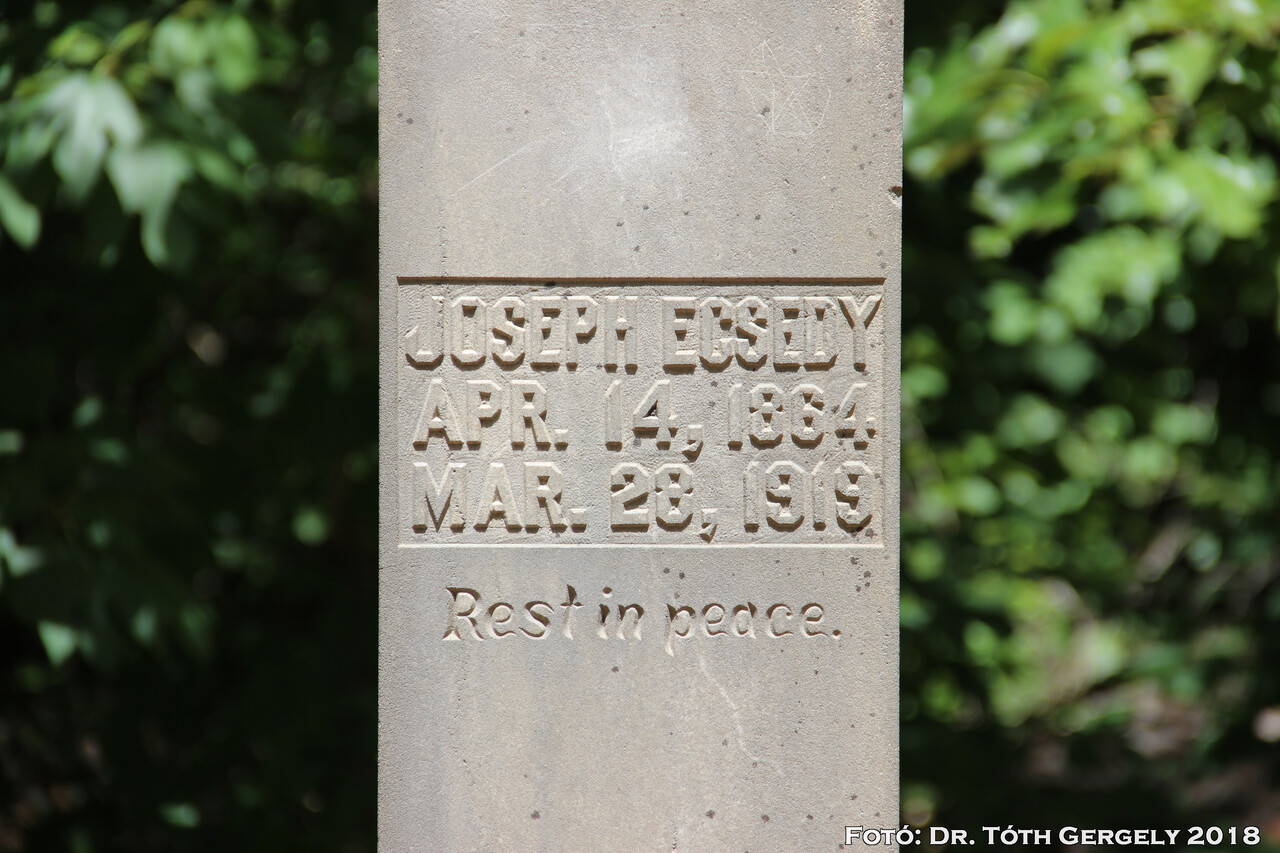 JOSEPH EGSEDY
APR. 14, 1864
MAR. 28, 1919
Rest in peace.
Fotó: Dr. Tóth Gergely 2018